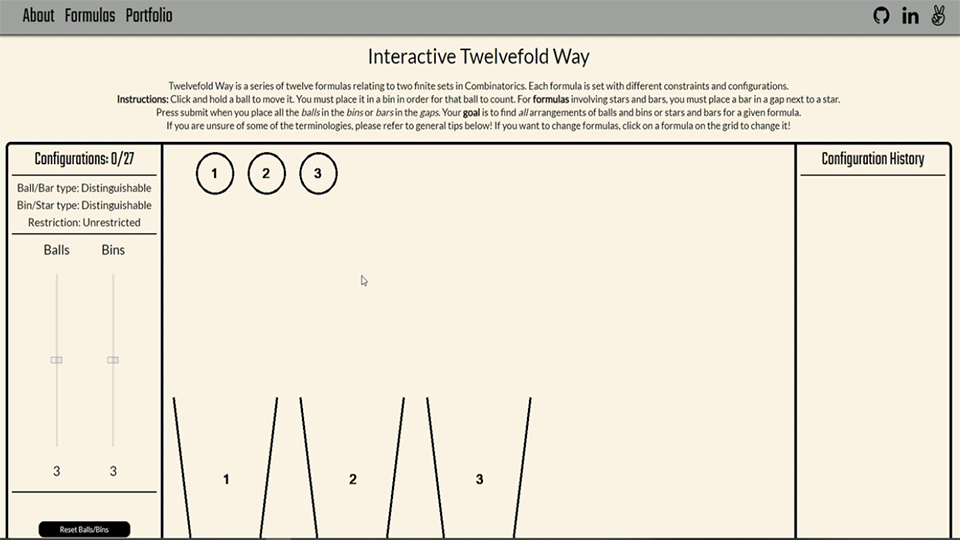 About Formulas Portfolio
Interactive Twelvefold Way
Twelvefold Way is a series of twelve formulas relating to two finite sets in Combinatorics. Each formula is set with different constraints and configurations.
Instructions: Click and hold a ball to move it. You must place it in a bin in order for that ball to count. For formulas involving stars and bars, you must place a bar in a gap next to a star.
Press submit when you place all the balls in the bins or bars in the gaps. Your goal is to find all arrangements of balls and bins or stars and bars for a given formula.
If you are unsure of some of the terminologies, please refer to general tips below! If you want to change formulas, click on a formula on the grid to change it!
Configurations: 0/27
Ball/Bar type: Distinguishable
Bin/Star type: Distinguishable
Restriction: Unrestricted
Balls Bins
3 3
Reset Balls/Bins
1 2 3
1 2 3
Configuration History